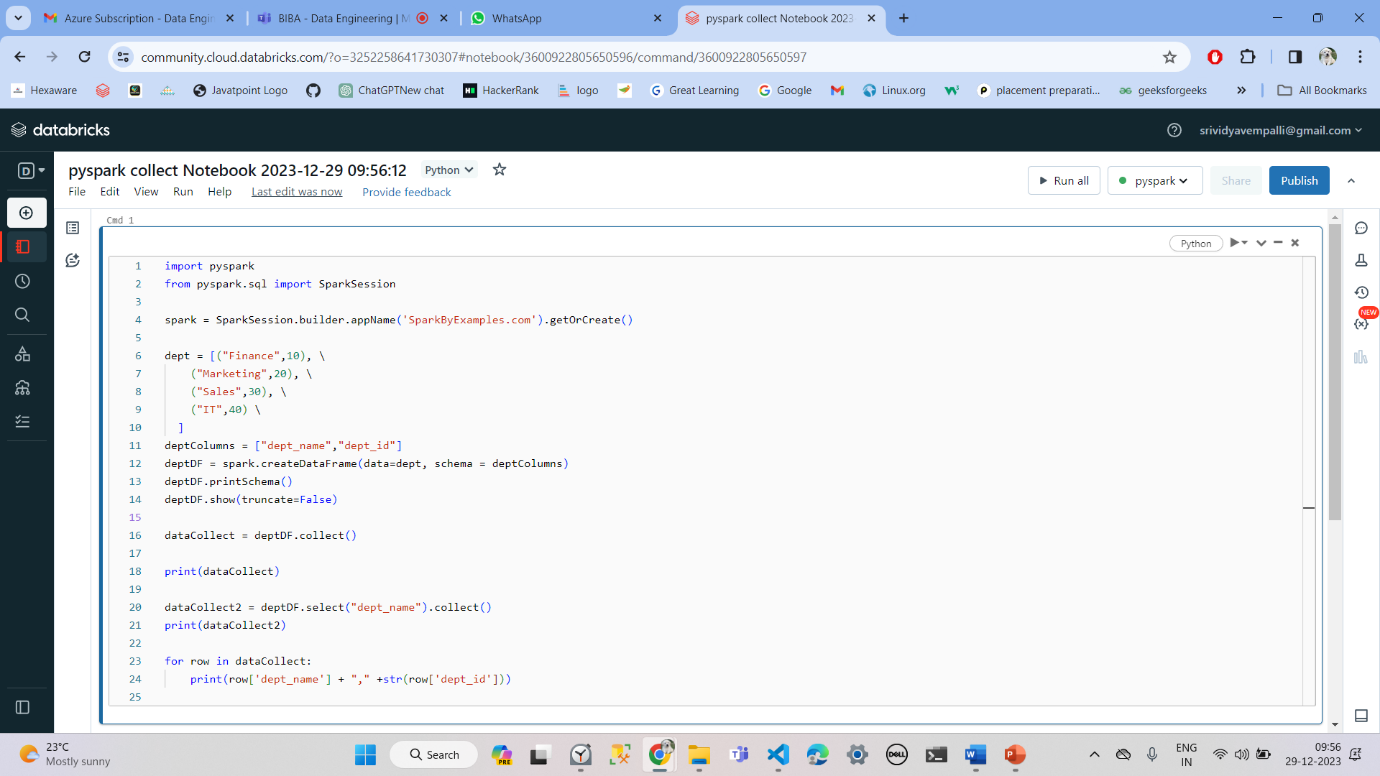 Azure Subscription - Data Engin
BIBA - Data Engineering | M
WhatsApp
pyspark collect Notebook 2023
community.cloud.databricks.com/?o=3252258641730307#notebook/3600922805650596/command/3600922805650597
Hexaware
Javatpoint Logo
ChatGPTNew chat
HackerRank
logo
Great Learning
Google
Linux.org
placement preparati...
geeksforgeeks
All Bookmarks
databricks
srividyavempalli@gmail.com
D
pyspark collect Notebook 2023-12-29 09:56:12
Python
File Edit View Run Help Last edit was now Provide feedback
Run all
pyspark
Share
Publish
Cmd 1
Python
NEW
1 import pyspark
2 from pyspark.sql import SparkSession
3
4 spark = SparkSession.builder.appName('SparkByExamples.com').getOrCreate()
5
6 dept = [("Finance",10), \
7 ("Marketing",20), \
8 ("Sales",30), \
9 ("IT",40) \
10 ]
11 deptColumns = ["dept_name","dept_id"]
12 deptDF = spark.createDataFrame(data=dept, schema = deptColumns)
13 deptDF.printSchema()
14 deptDF.show(truncate=False)
15
16 dataCollect = deptDF.collect()
17
18 print(dataCollect)
19
20 dataCollect2 = deptDF.select("dept_name").collect()
21 print(dataCollect2)
22
23 for row in dataCollect:
24 print(row['dept_name'] + "," +str(row['dept_id']))
25
23°C
Mostly sunny
Search
PRE
DELL
ENG
IN
09:56
29-12-2023